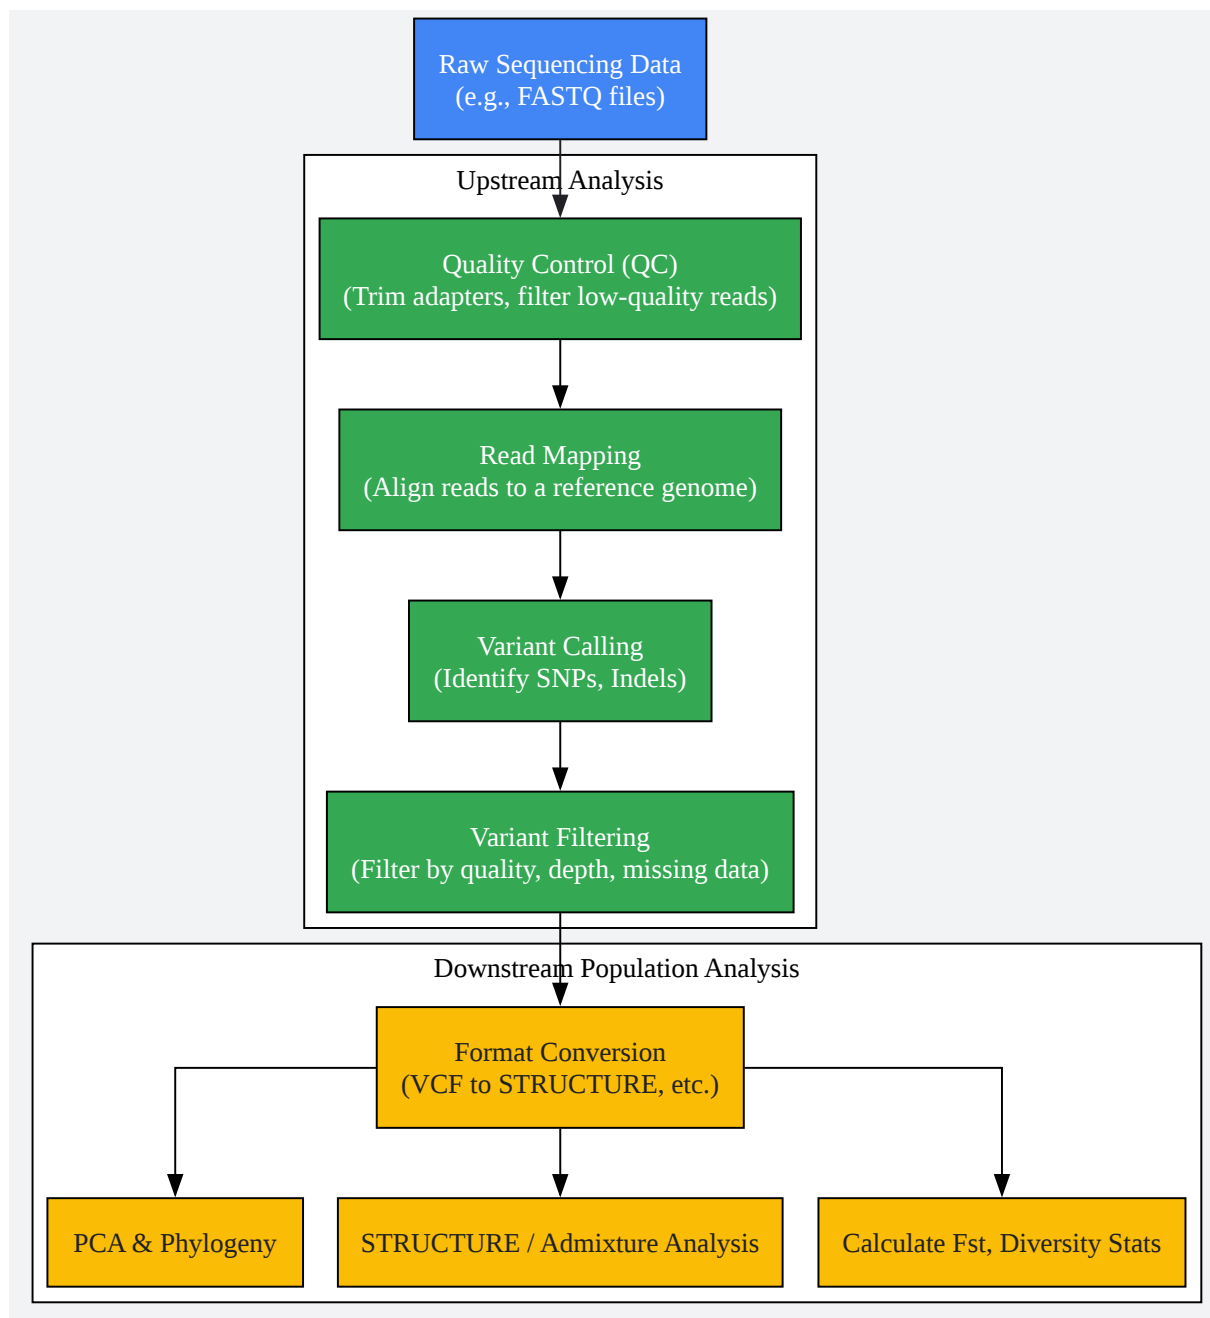 Raw Sequencing Data
(e.g., FASTQ files)
Upstream Analysis
Quality Control (QC)
(Trim adapters, filter low-quality reads)
Read Mapping
(Align reads to a reference genome)
Variant Calling
(Identify SNPs, Indels)
Variant Filtering
(Filter by quality, depth, missing data)
Downstream Population Analysis
Format Conversion
(VCF to STRUCTURE, etc.)
PCA & Phylogeny
STRUCTURE / Admixture Analysis
Calculate Fst, Diversity Stats